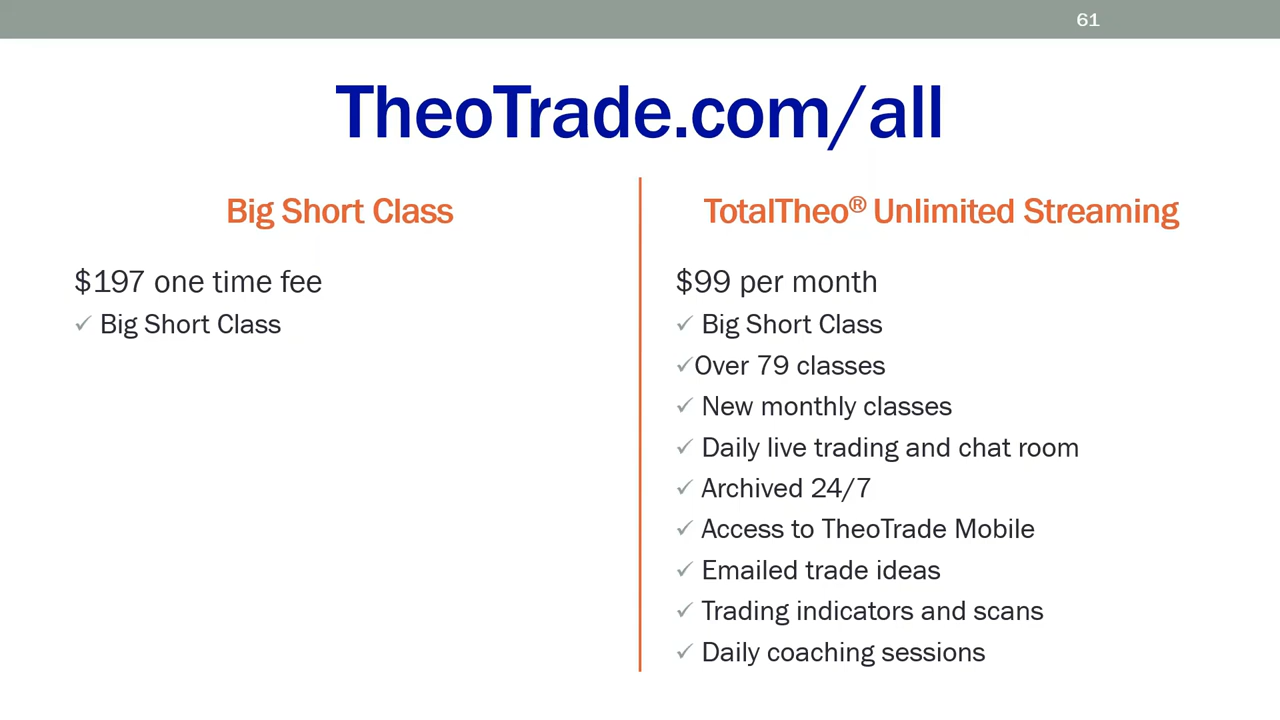 61
TheoTrade.com/all
Big Short Class
$197 one time fee
✓ Big Short Class
TotalTheo® Unlimited Streaming
$99 per month
✓ Big Short Class
✓Over 79 classes
✓ New monthly classes
✓ Daily live trading and chat room
✓ Archived 24/7
✓ Access to TheoTrade Mobile
✓ Emailed trade ideas
✓ Trading indicators and scans
✓ Daily coaching sessions